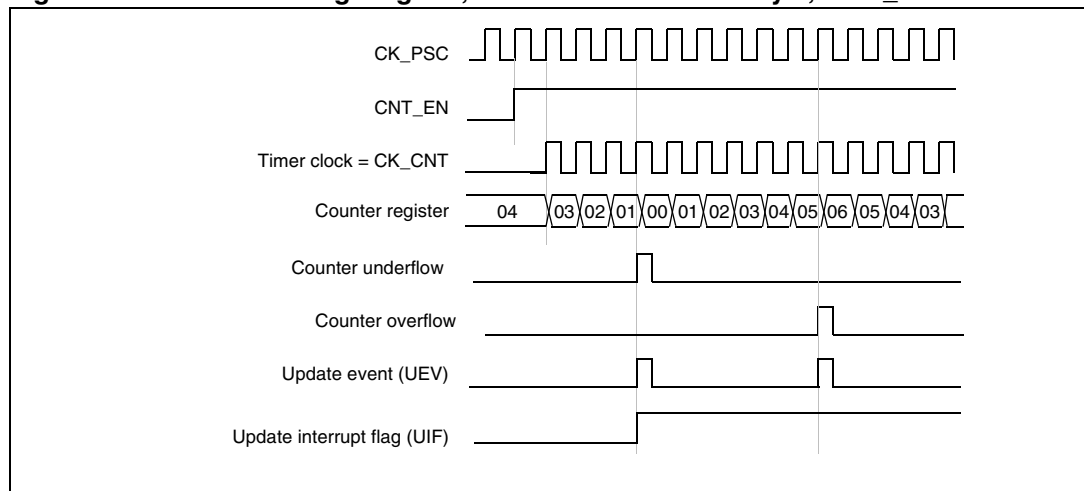 CK_PSC
CNT_EN
Timer clock = CK_CNT
Counter register 04 03 02 01 00 01 02 03 04 05 06 05 04 03
Counter underflow
Counter overflow
Update event (UEV)
Update interrupt flag (UIF)